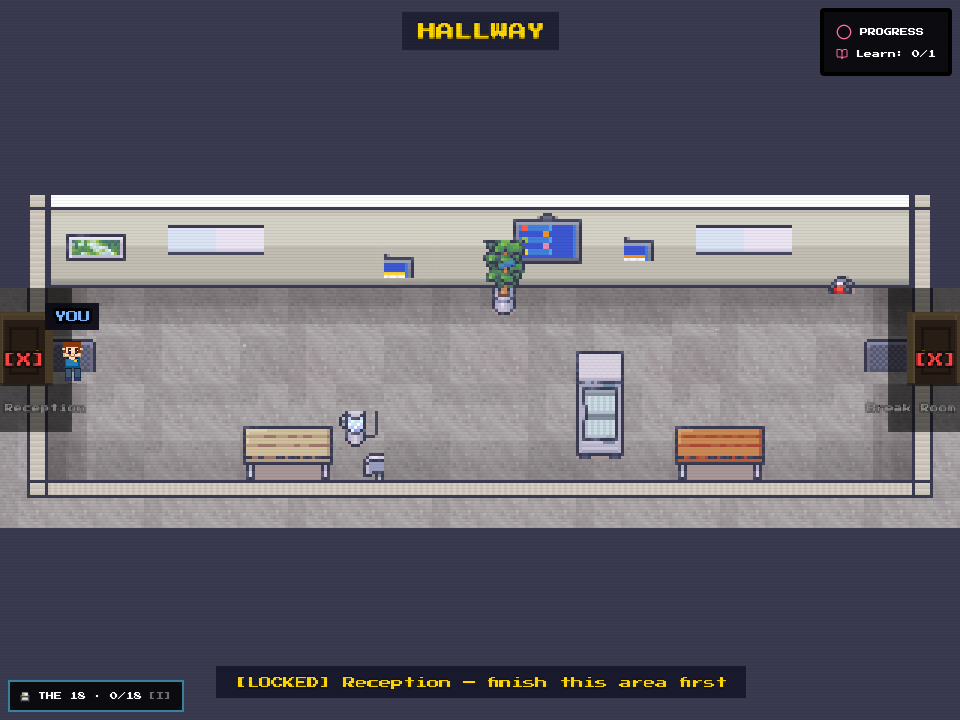 HALLWAY
PROGRESS
Learn: 0/1
YOU
[X]
[X]
Reception
Break Room
[LOCKED] Reception — finish this area first
THE 18 · 0/18 [I]